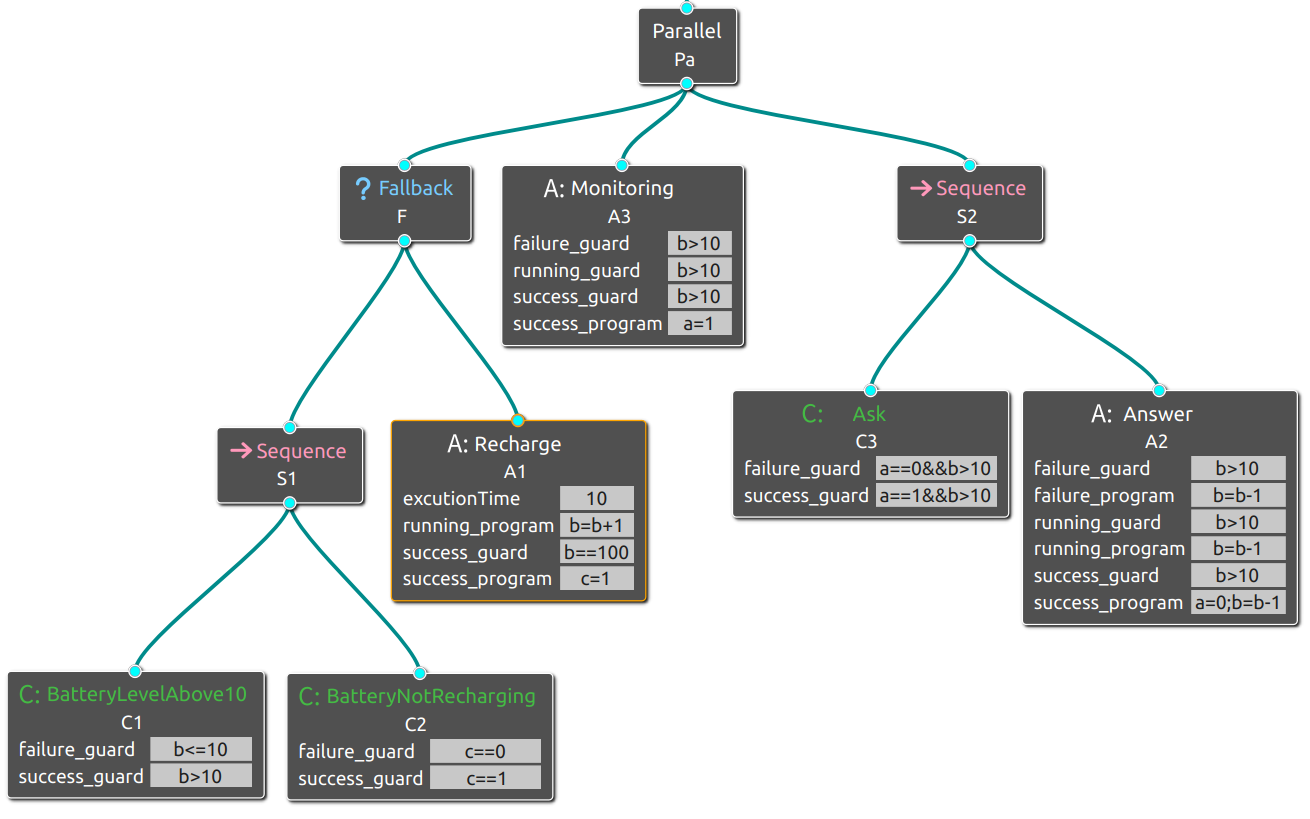 Parallel
Pa
? Fallback
F
A: Monitoring
A3
failure_guard b>10
running_guard b>10
success_guard b>10
success_program a=1
→ Sequence
S2
→ Sequence
S1
A: Recharge
A1
excutionTime 10
running_program b=b+1
success_guard b==100
success_program c=1
C: Ask
C3
failure_guard a==0&&b>10
success_guard a==1&&b>10
A: Answer
A2
failure_guard b>10
failure_program b=b-1
running_guard b>10
running_program b=b-1
success_guard b>10
success_program a=0;b=b-1
C: BatteryLevelAbove10
C1
failure_guard b<=10
success_guard b>10
C: BatteryNotRecharging
C2
failure_guard c==0
success_guard c==1